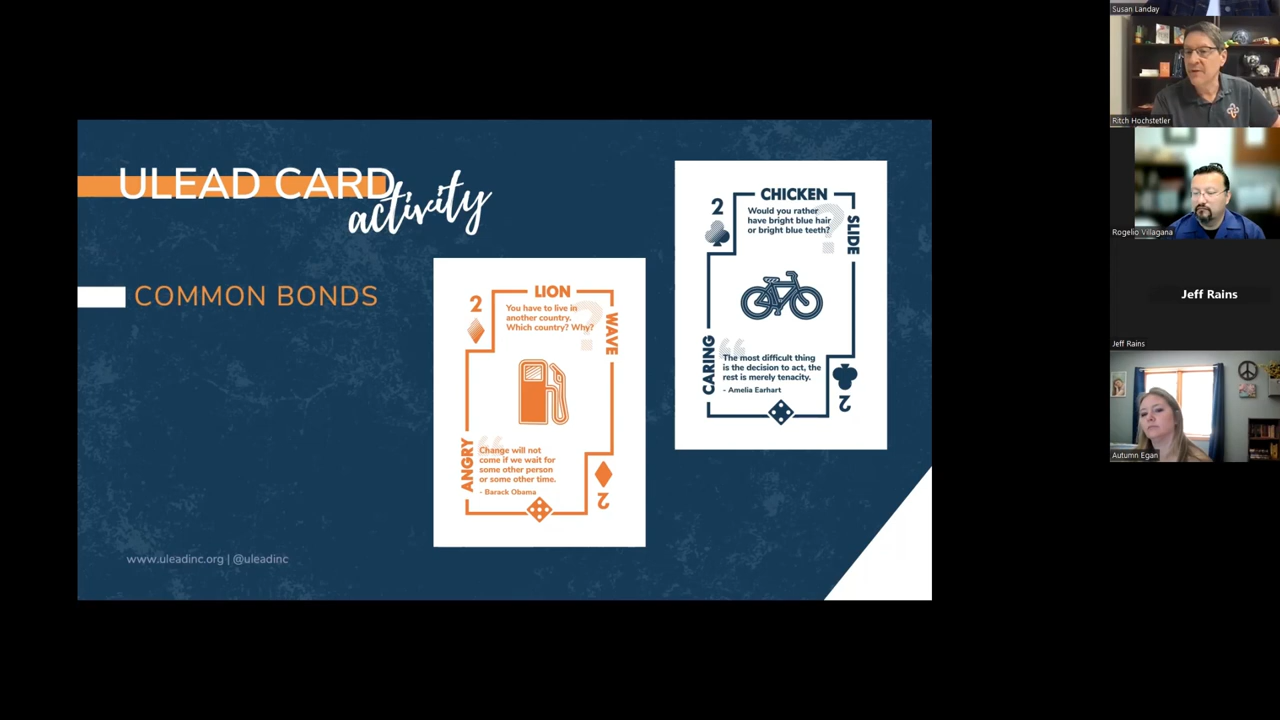 ULEAD CARD
activity
COMMON BONDS
www.uleadinc.org | @uleadinc
2
LION
You have to live in
another country.
Which country? Why?
?
WAVE
ANGRY
“
Change will not
come if we wait for
some other person
or some other time.
- Barack Obama
2
2
CHICKEN
Would you rather
have bright blue hair
or bright blue teeth?
?
SLIDE
CARING
“
The most difficult thing
is the decision to act, the
rest is merely tenacity.
- Amelia Earhart
2
Susan Landay
Ritch Hochstetler
Rogelio Villagana
Jeff Rains
Jeff Rains
Autumn Egan